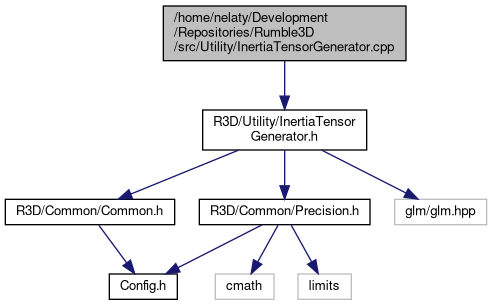 /home/nelaty/Development
/Repositories/Rumble3D
/src/Utility/InertiaTensorGenerator.cpp
R3D/Utility/InertiaTensor
Generator.h
R3D/Common/Common.h
R3D/Common/Precision.h
glm/glm.hpp
Config.h
cmath
limits